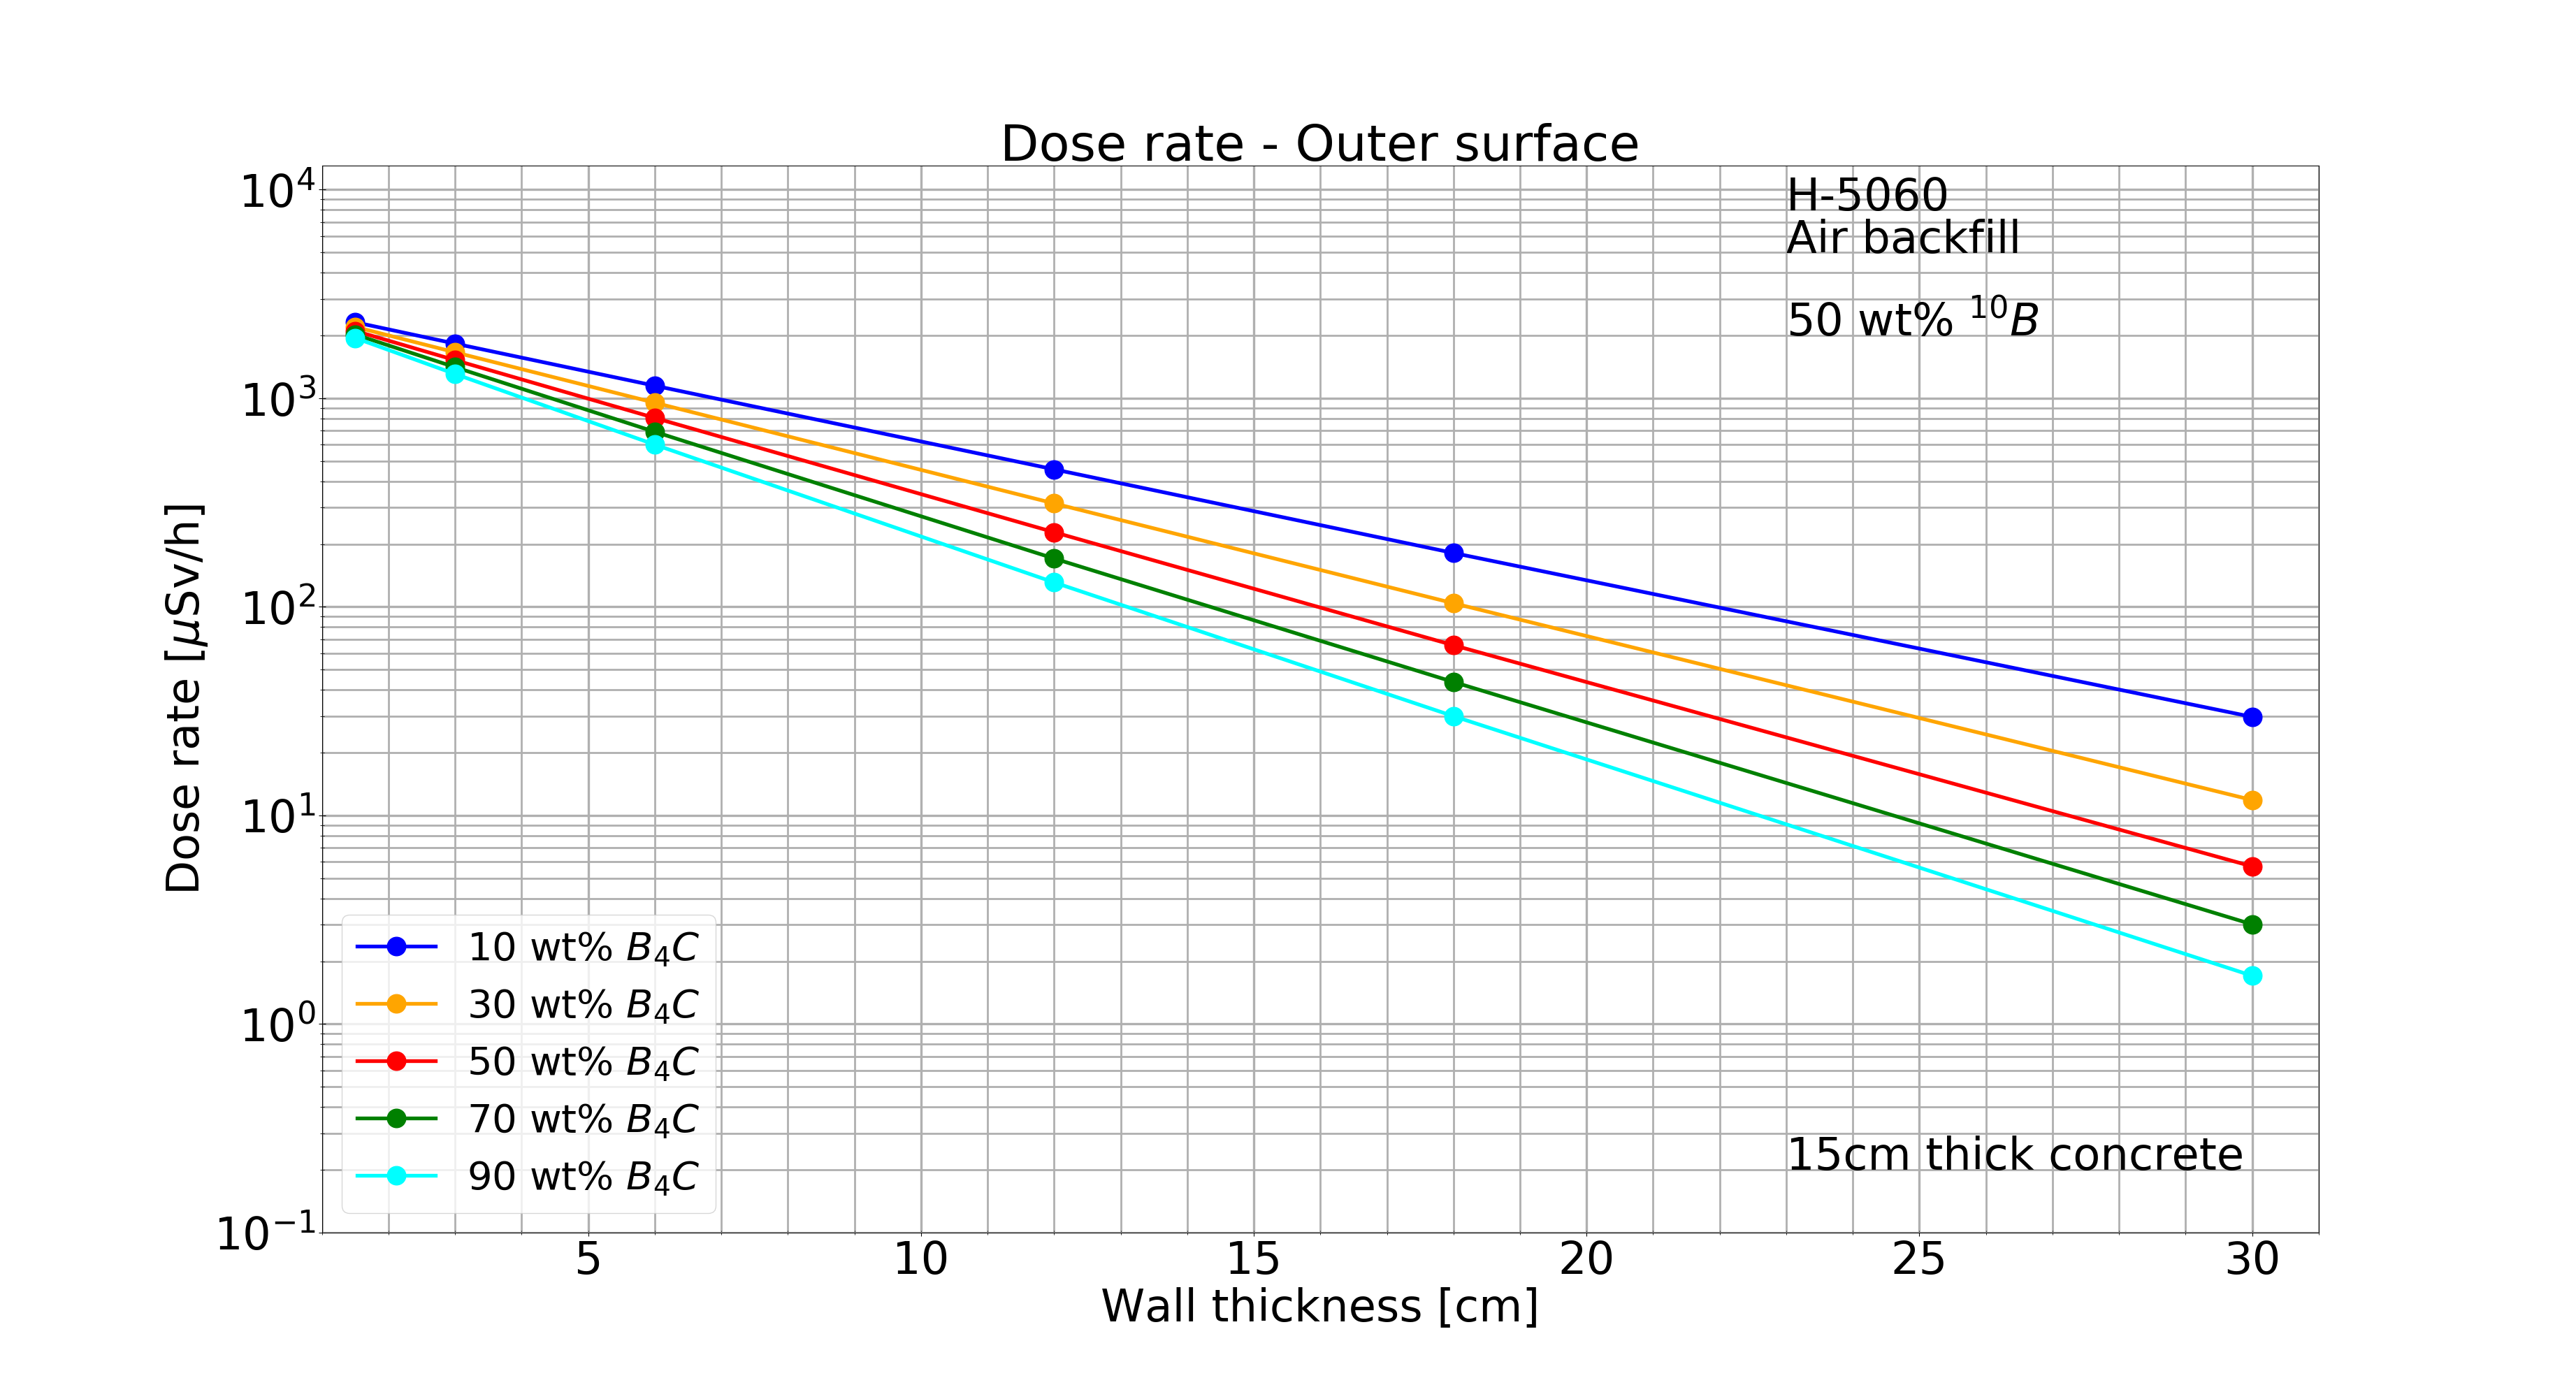 Dose rate - Outer surface
H-5060
Air backfill
50 wt% ¹⁰B
10⁴
10³
10²
10¹
10⁰
10⁻¹
Dose rate [μSv/h]
10 wt% B₄C
30 wt% B₄C
50 wt% B₄C
70 wt% B₄C
90 wt% B₄C
15cm thick concrete
5 10 15 20 25 30
Wall thickness [cm]